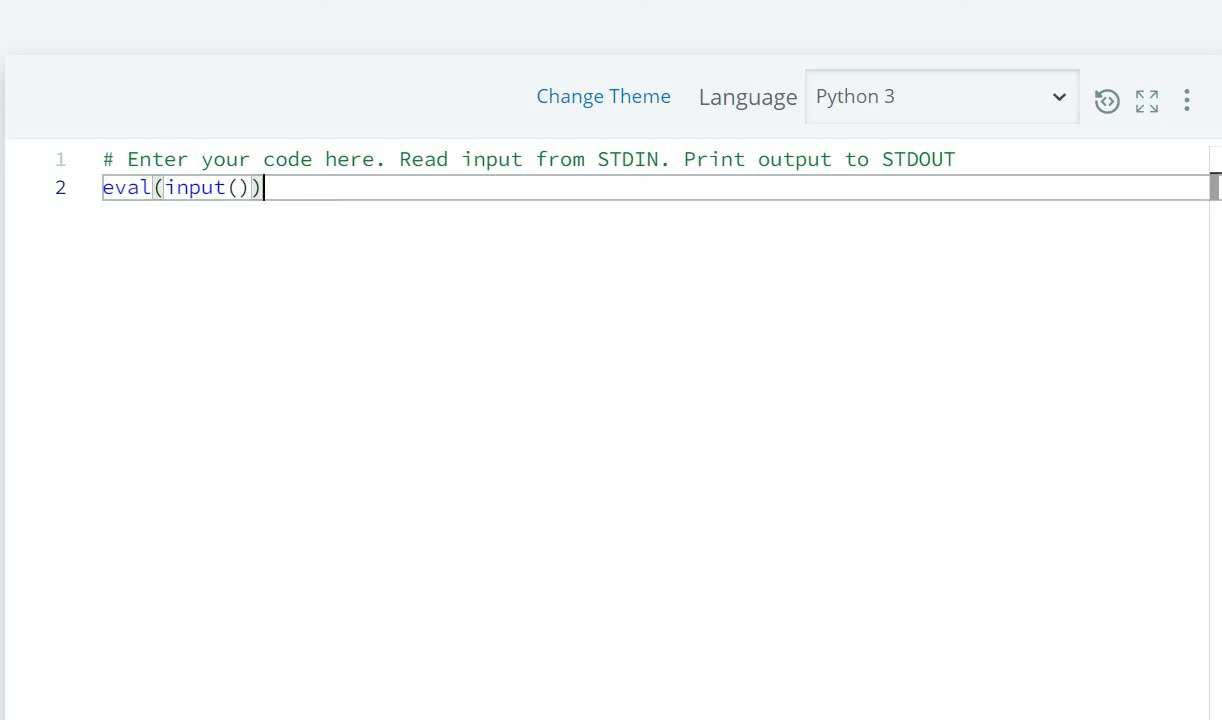 Change Theme Language Python 3
1 # Enter your code here. Read input from STDIN. Print output to STDOUT
2 eval(input())